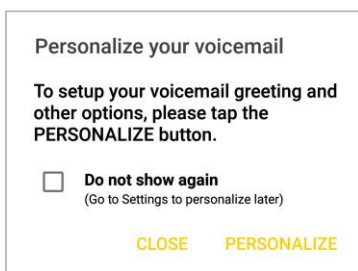 Personalize your voicemail
To setup your voicemail greeting and
other options, please tap the
PERSONALIZE button.
Do not show again
(Go to Settings to personalize later)
CLOSE PERSONALIZE